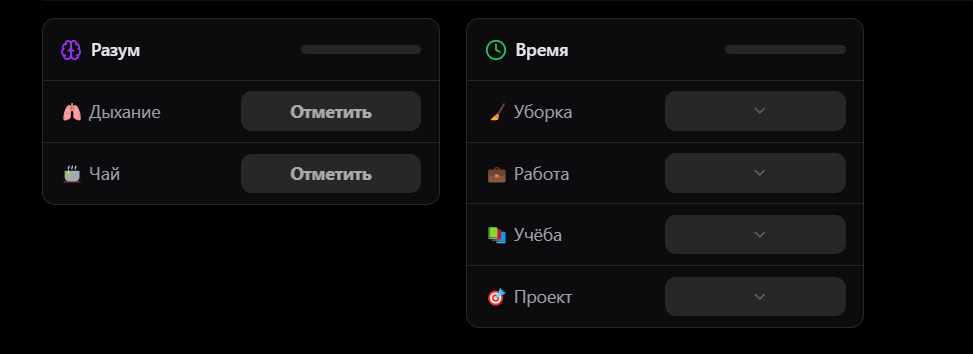 Разум
Дыхание
Отметить
Чай
Отметить
Время
Уборка
Работа
Учёба
Проект